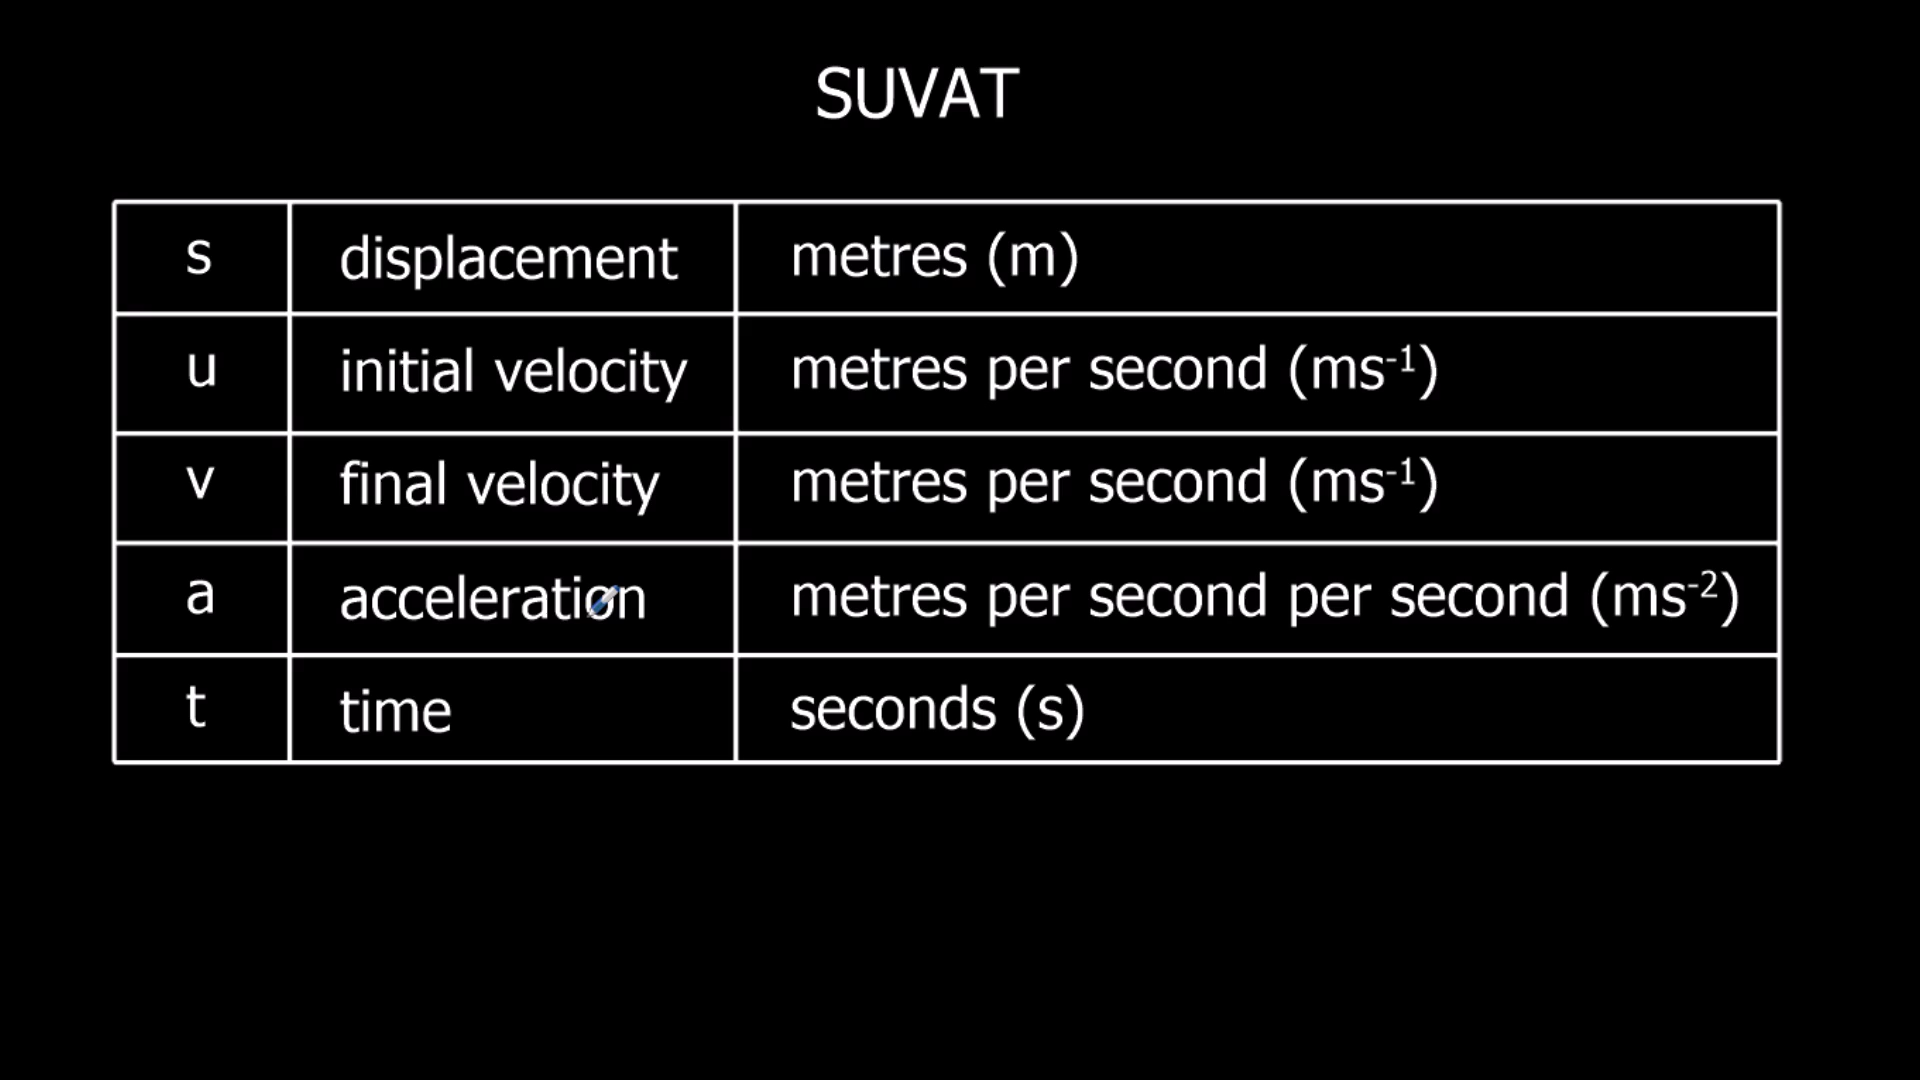 SUVAT
s displacement metres (m)
u initial velocity metres per second (ms⁻¹)
v final velocity metres per second (ms⁻¹)
a acceleration metres per second per second (ms⁻²)
t time seconds (s)